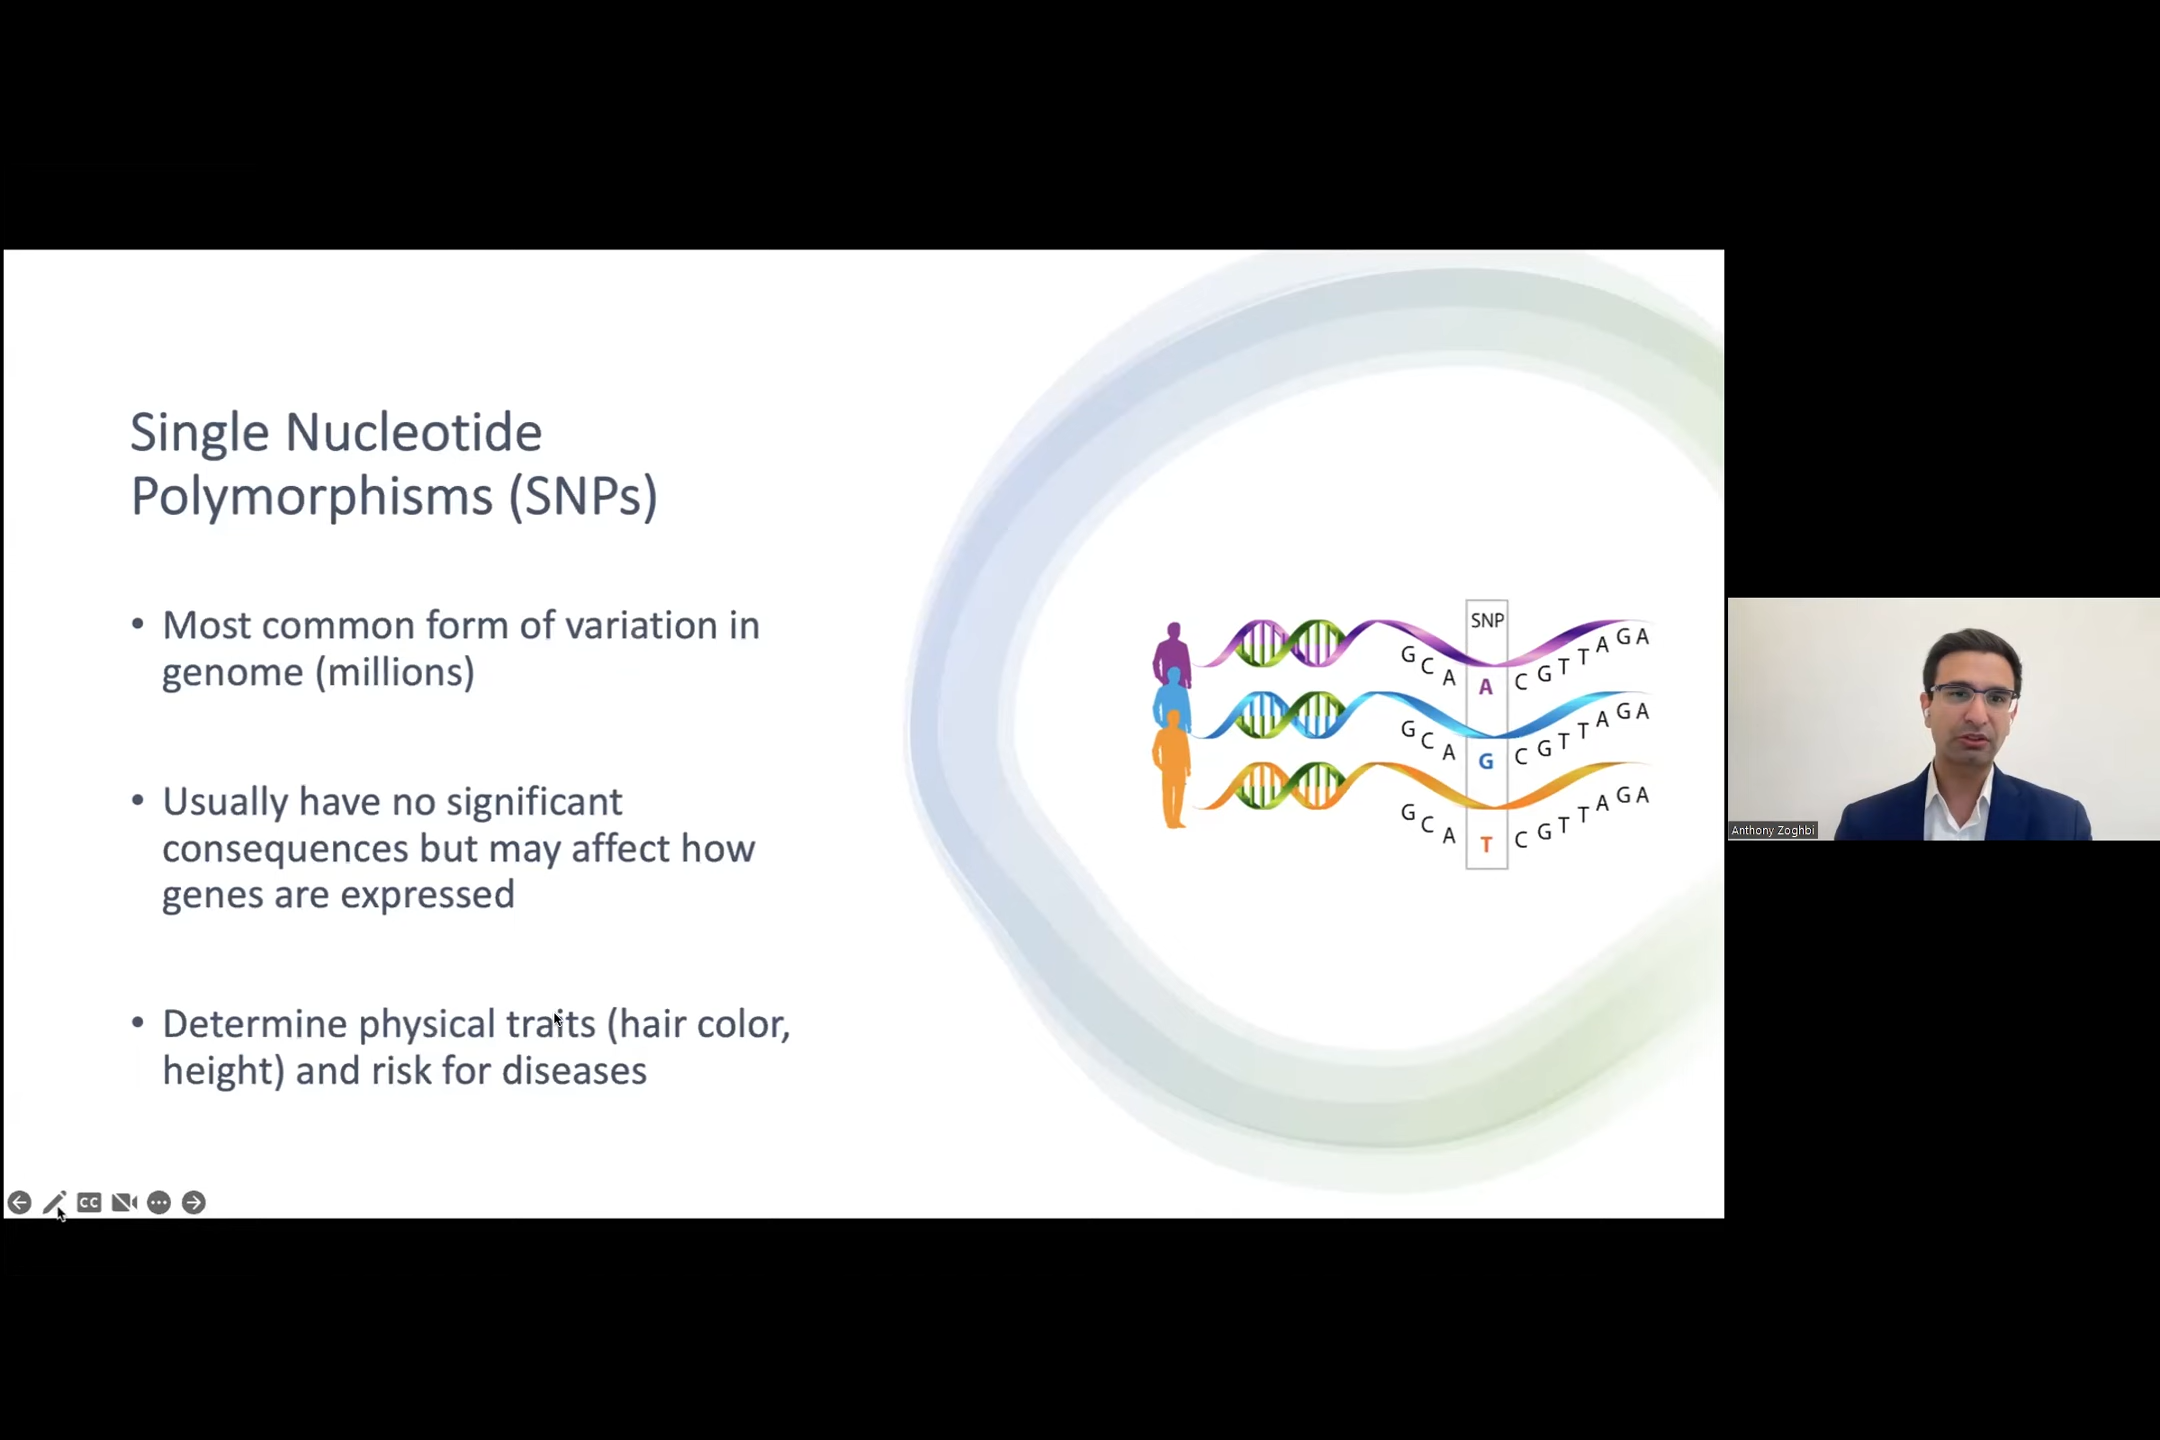 Single Nucleotide
Polymorphisms (SNPs)
• Most common form of variation in
genome (millions)
• Usually have no significant
consequences but may affect how
genes are expressed
• Determine physical traits (hair color,
height) and risk for diseases
SNP
G C A A C G T T A G A
G C A G C G T T A G A
G C A T C G T T A G A
Anthony Zoghbi
CC